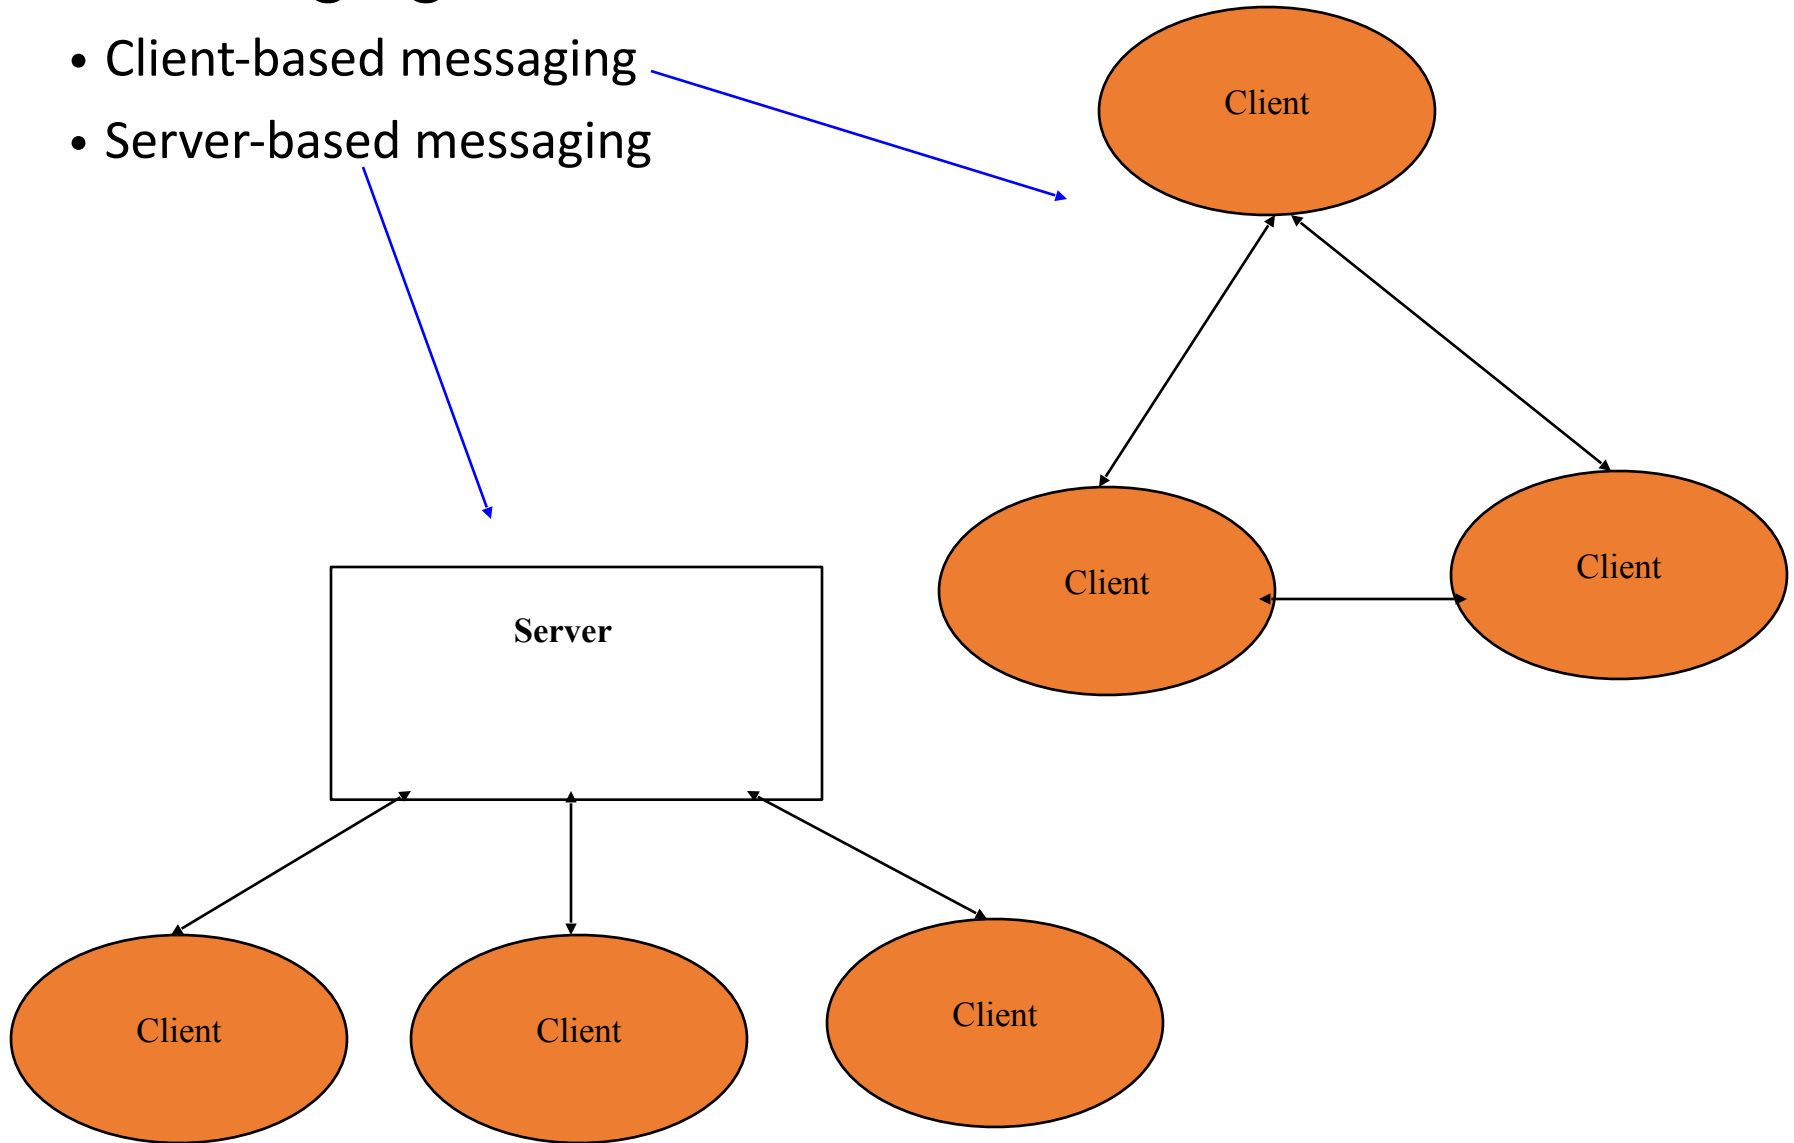 • Client-based messaging
• Server-based messaging
Client
Client
Client
Server
Client
Client
Client